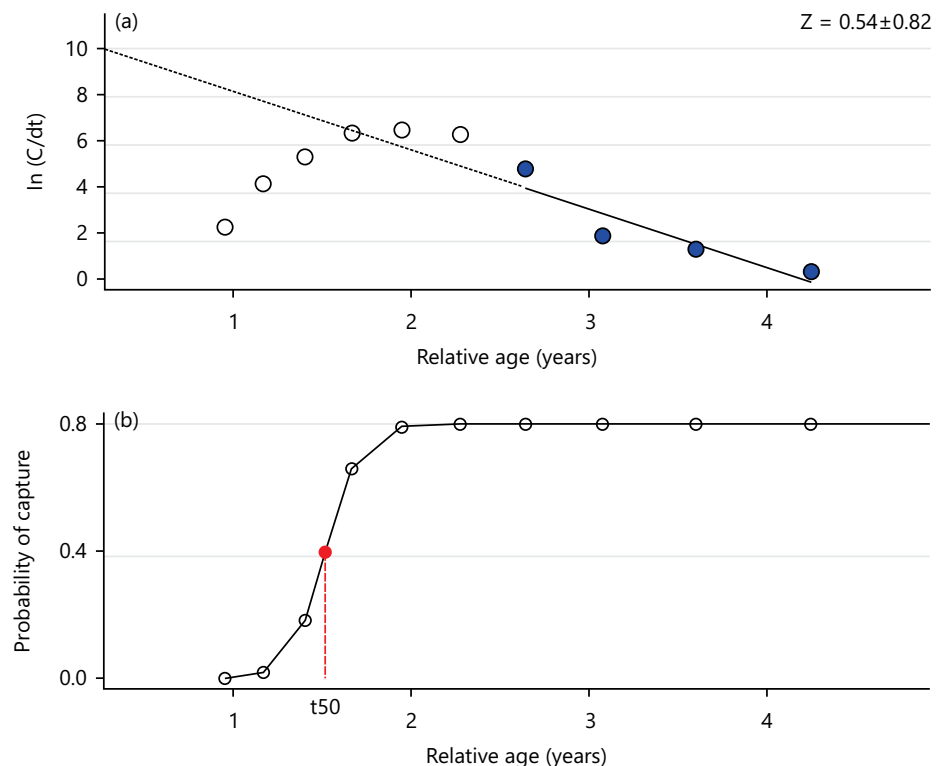 (a)
Z = 0.54±0.82
10
8
6
4
2
0
ln (C/dt)
1 2 3 4
Relative age (years)
(b)
0.8
0.4
0.0
Probability of capture
t50
1 2 3 4
Relative age (years)